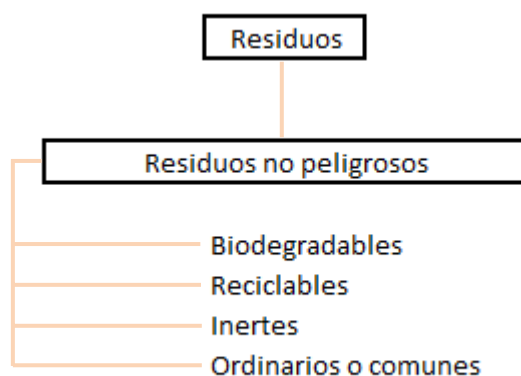 Residuos
Residuos no peligrosos
Biodegradables
Reciclables
Inertes
Ordinarios o comunes